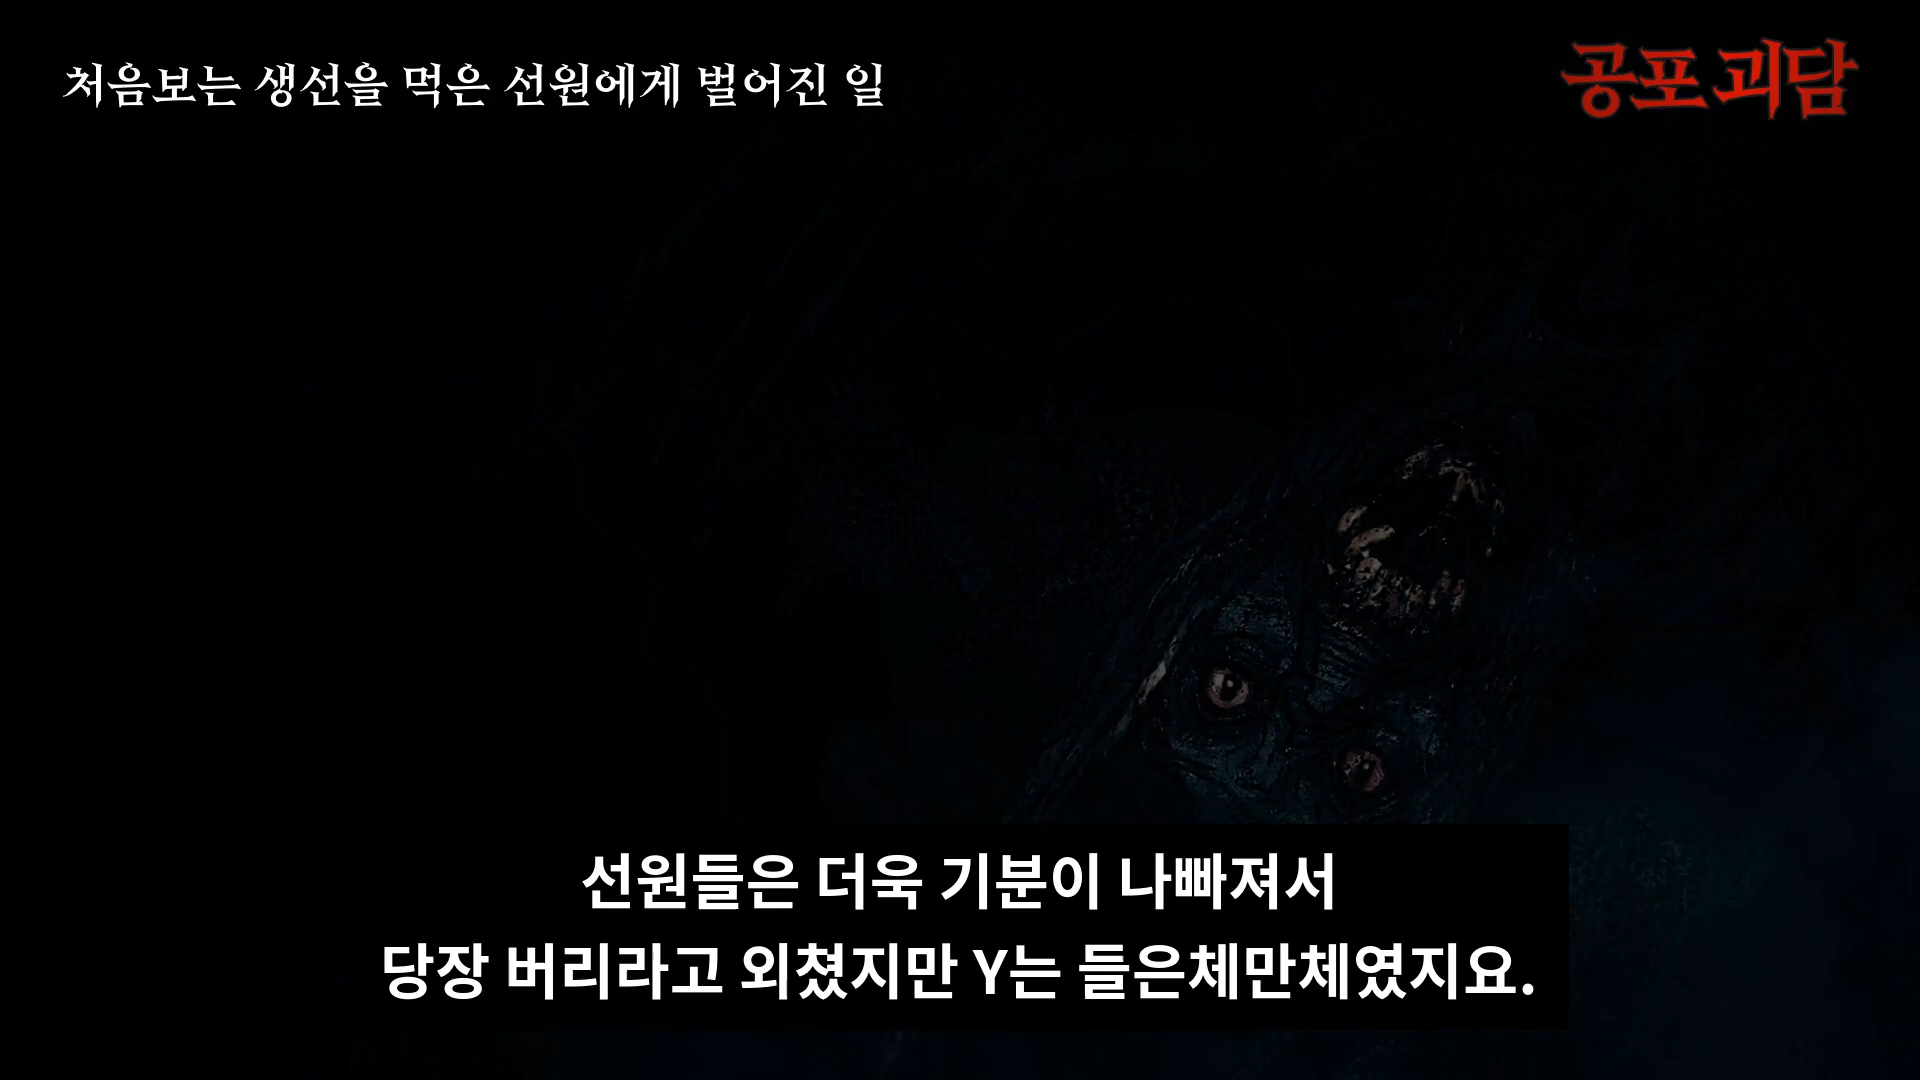 처음보는 생선을 먹은 선원에게 벌어진 일
공포 괴담
선원들은 더욱 기분이 나빠져서
당장 버리라고 외쳤지만 Y는 들은체만체였지요.